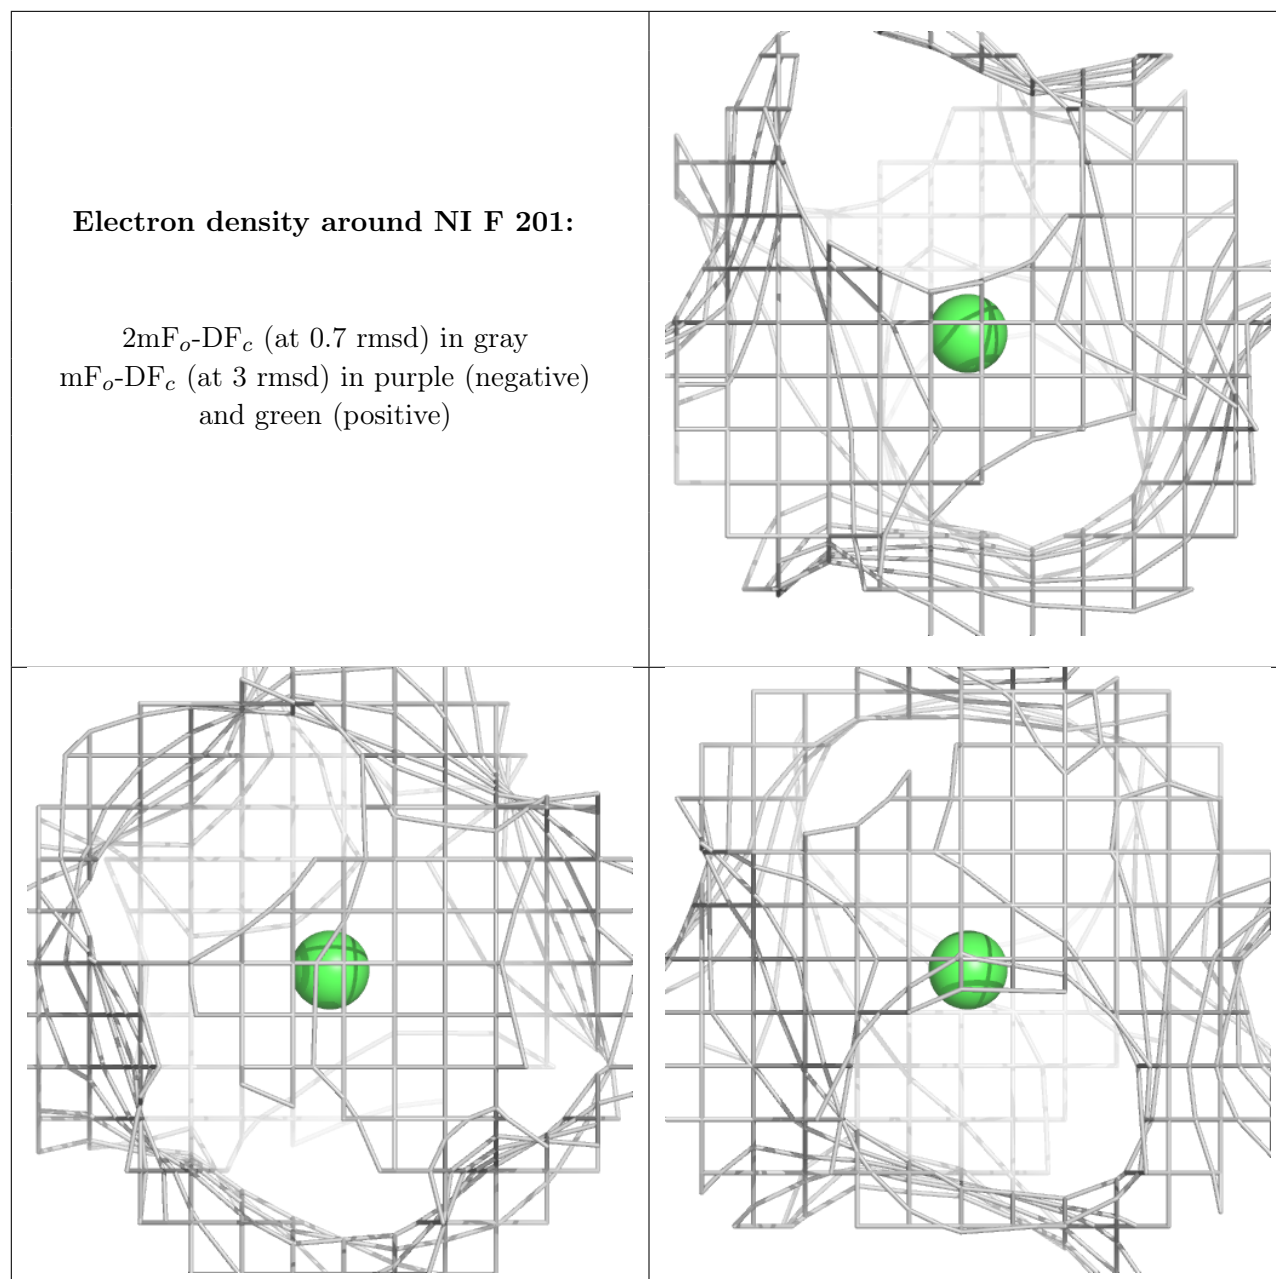 Electron density around NI F 201:
2mFo-DFc (at 0.7 rmsd) in gray
mFo-DFc (at 3 rmsd) in purple (negative)
and green (positive)